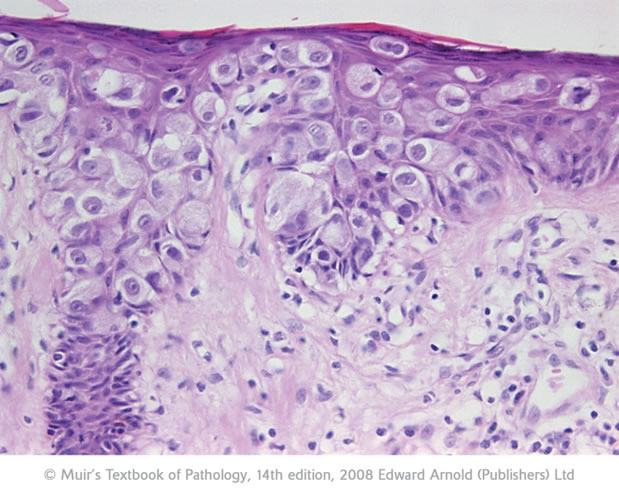 © Muir's Textbook of Pathology, 14th edition, 2008 Edward Arnold (Publishers) Ltd